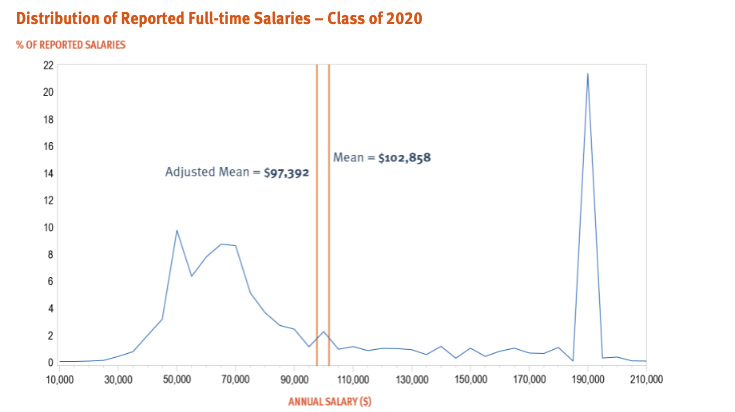 Distribution of Reported Full-time Salaries – Class of 2020
% OF REPORTED SALARIES
22
20
18
16
14
12
10
8
6
4
2
0
Mean = $102,858
Adjusted Mean = $97,392
10,000 30,000 50,000 70,000 90,000 110,000 130,000 150,000 170,000 190,000 210,000
ANNUAL SALARY ($)